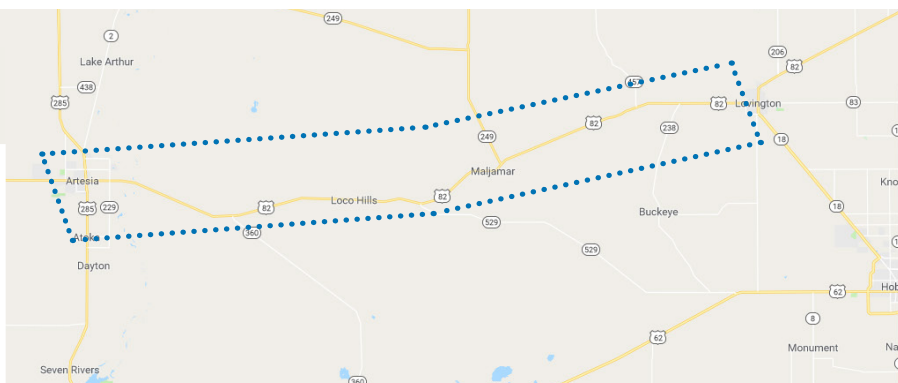 249
2
Lake Arthur
206
82
285
438
457
82
Lovington
83
82
238
249
18
Artesia
Maljamar
Kno
285
229
82
Loco Hills
82
Buckeye
18
529
Atoka
360
529
Dayton
62
Hob
8
62
Monument
Na
Seven Rivers
360